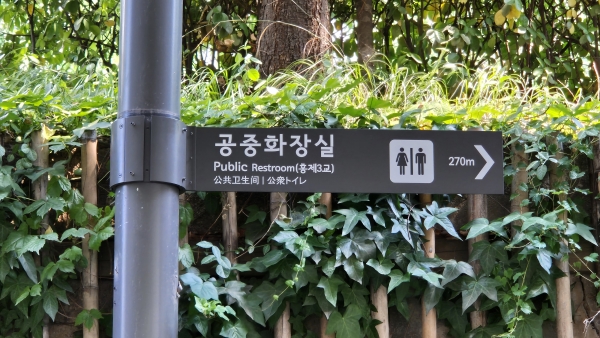 공중화장실
Public Restroom(홍제3교)
公共卫生间 | 公衆トイレ
270m